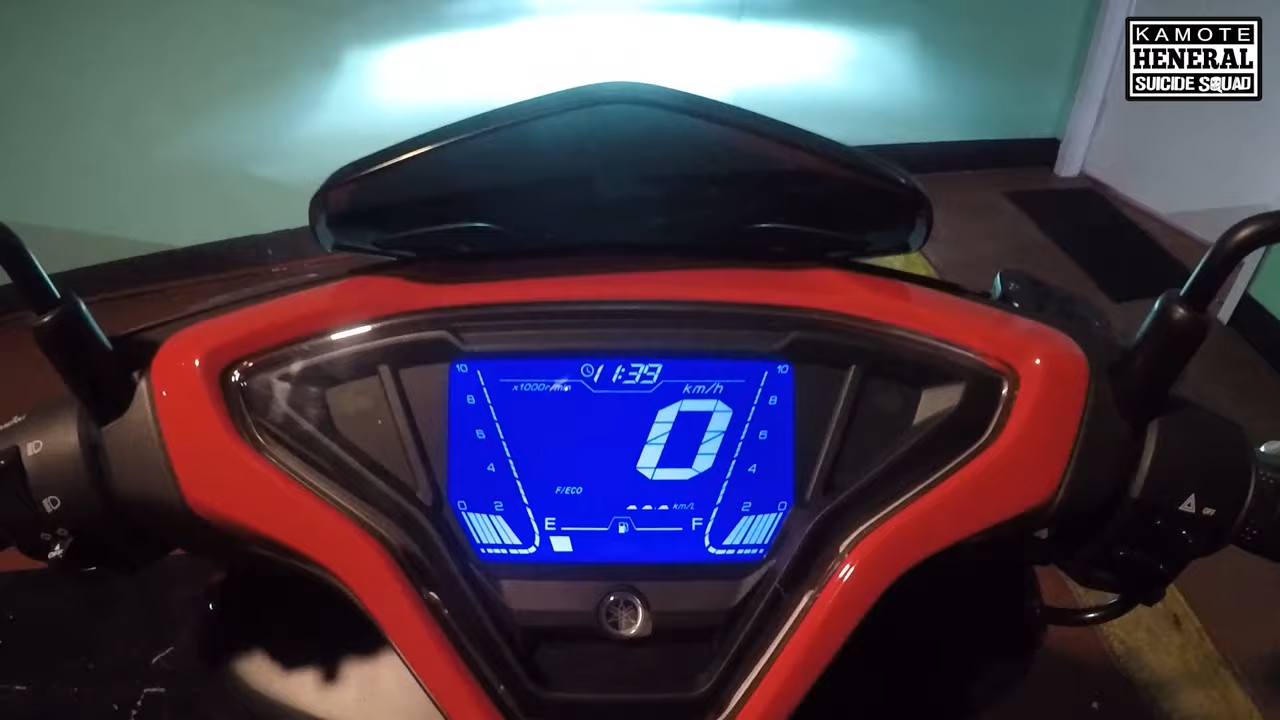 KAMOTE
HENERAL
SUICIDE SQUAD
10
11:39
10
x1000r/min
km/h
8
8
0
6
6
4
4
F/ECO
0
2
km/L
2
0
E
F
OFF